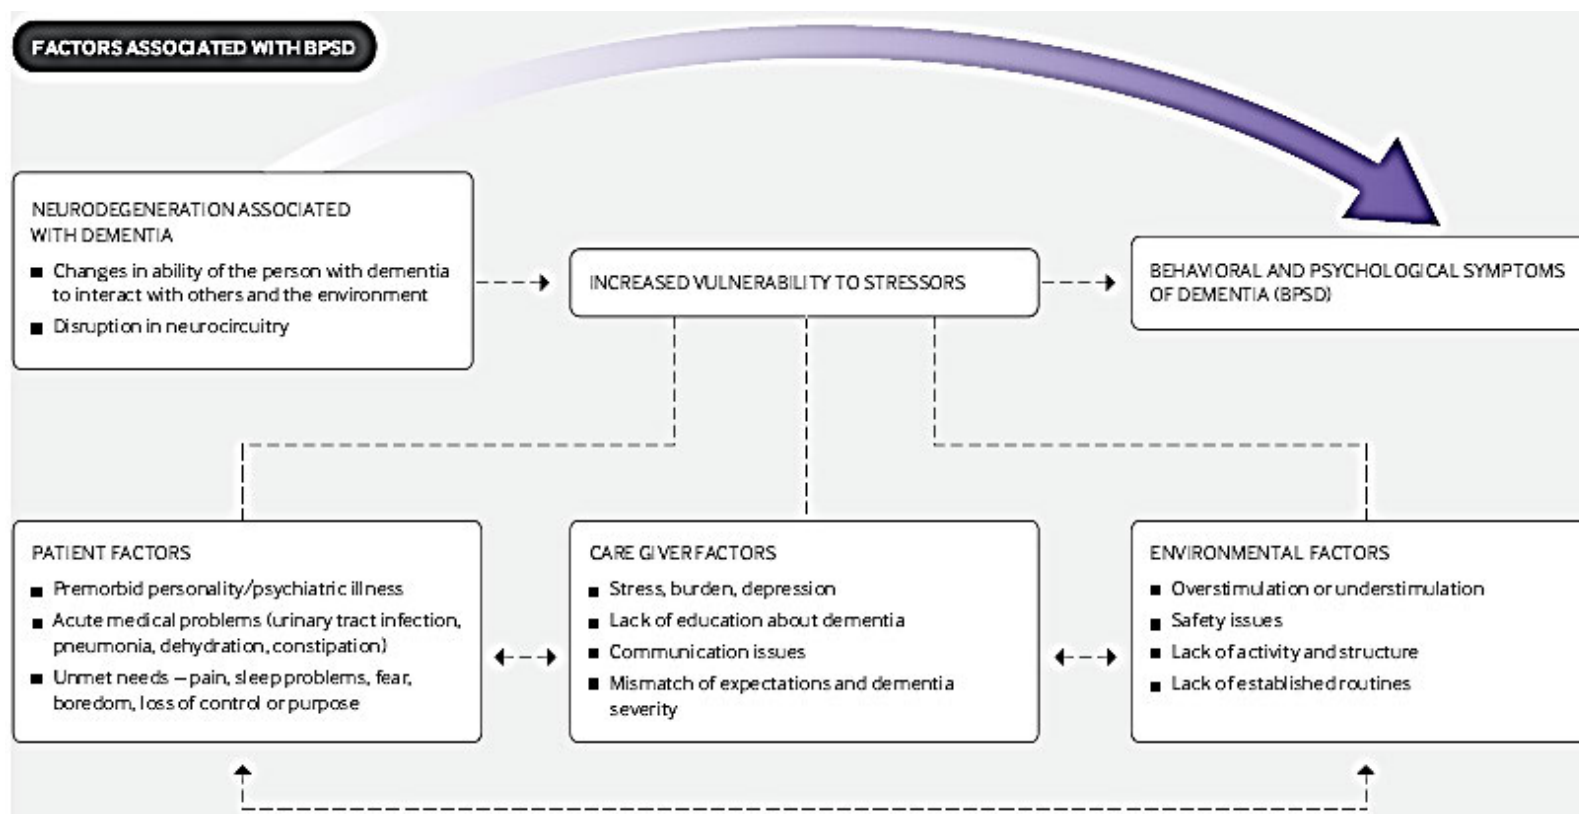 FACTORS ASSOCIATED WITH BPSD
NEURODEGENERATION ASSOCIATED
WITH DEMENTIA
■ Changes in ability of the person with dementia
to interact with others and the environment
■ Disruption in neurocircuitry
INCREASED VULNERABILITY TO STRESSORS
BEHAVIORAL AND PSYCHOLOGICAL SYMPTOMS
OF DEMENTIA (BPSD)
PATIENT FACTORS
■ Premorbid personality/psychiatric illness
■ Acute medical problems (urinary tract infection,
pneumonia, dehydration, constipation)
■ Unmet needs – pain, sleep problems, fear,
boredom, loss of control or purpose
CARE GIVER FACTORS
■ Stress, burden, depression
■ Lack of education about dementia
■ Communication issues
■ Mismatch of expectations and dementia
severity
ENVIRONMENTAL FACTORS
■ Overstimulation or understimulation
■ Safety issues
■ Lack of activity and structure
■ Lack of established routines